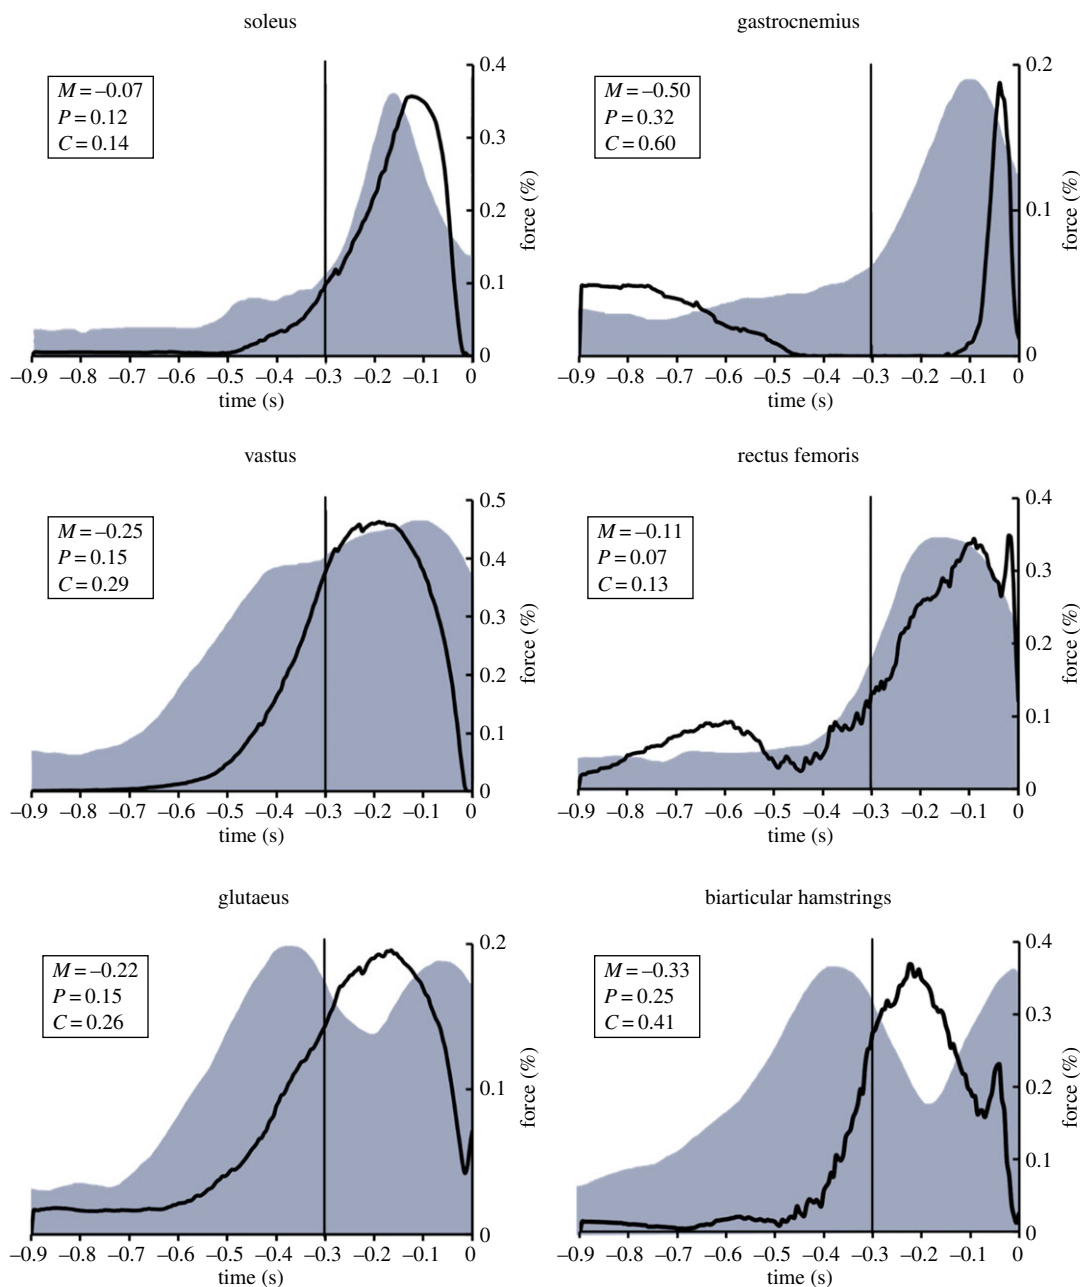 soleus
M = –0.07
P = 0.12
C = 0.14
0.4
0.3
0.2
0.1
0
force (%)
–0.9 –0.8 –0.7 –0.6 –0.5 –0.4 –0.3 –0.2 –0.1 0
time (s)
gastrocnemius
M = –0.50
P = 0.32
C = 0.60
0.2
0.1
0
force (%)
–0.9 –0.8 –0.7 –0.6 –0.5 –0.4 –0.3 –0.2 –0.1 0
time (s)
vastus
M = –0.25
P = 0.15
C = 0.29
0.5
0.4
0.3
0.2
0.1
0
force (%)
–0.9 –0.8 –0.7 –0.6 –0.5 –0.4 –0.3 –0.2 –0.1 0
time (s)
rectus femoris
M = –0.11
P = 0.07
C = 0.13
0.4
0.3
0.2
0.1
0
force (%)
–0.9 –0.8 –0.7 –0.6 –0.5 –0.4 –0.3 –0.2 –0.1 0
time (s)
glutaeus
M = –0.22
P = 0.15
C = 0.26
0.2
0.1
0
force (%)
–0.9 –0.8 –0.7 –0.6 –0.5 –0.4 –0.3 –0.2 –0.1 0
time (s)
biarticular hamstrings
M = –0.33
P = 0.25
C = 0.41
0.4
0.3
0.2
0.1
0
force (%)
–0.9 –0.8 –0.7 –0.6 –0.5 –0.4 –0.3 –0.2 –0.1 0
time (s)